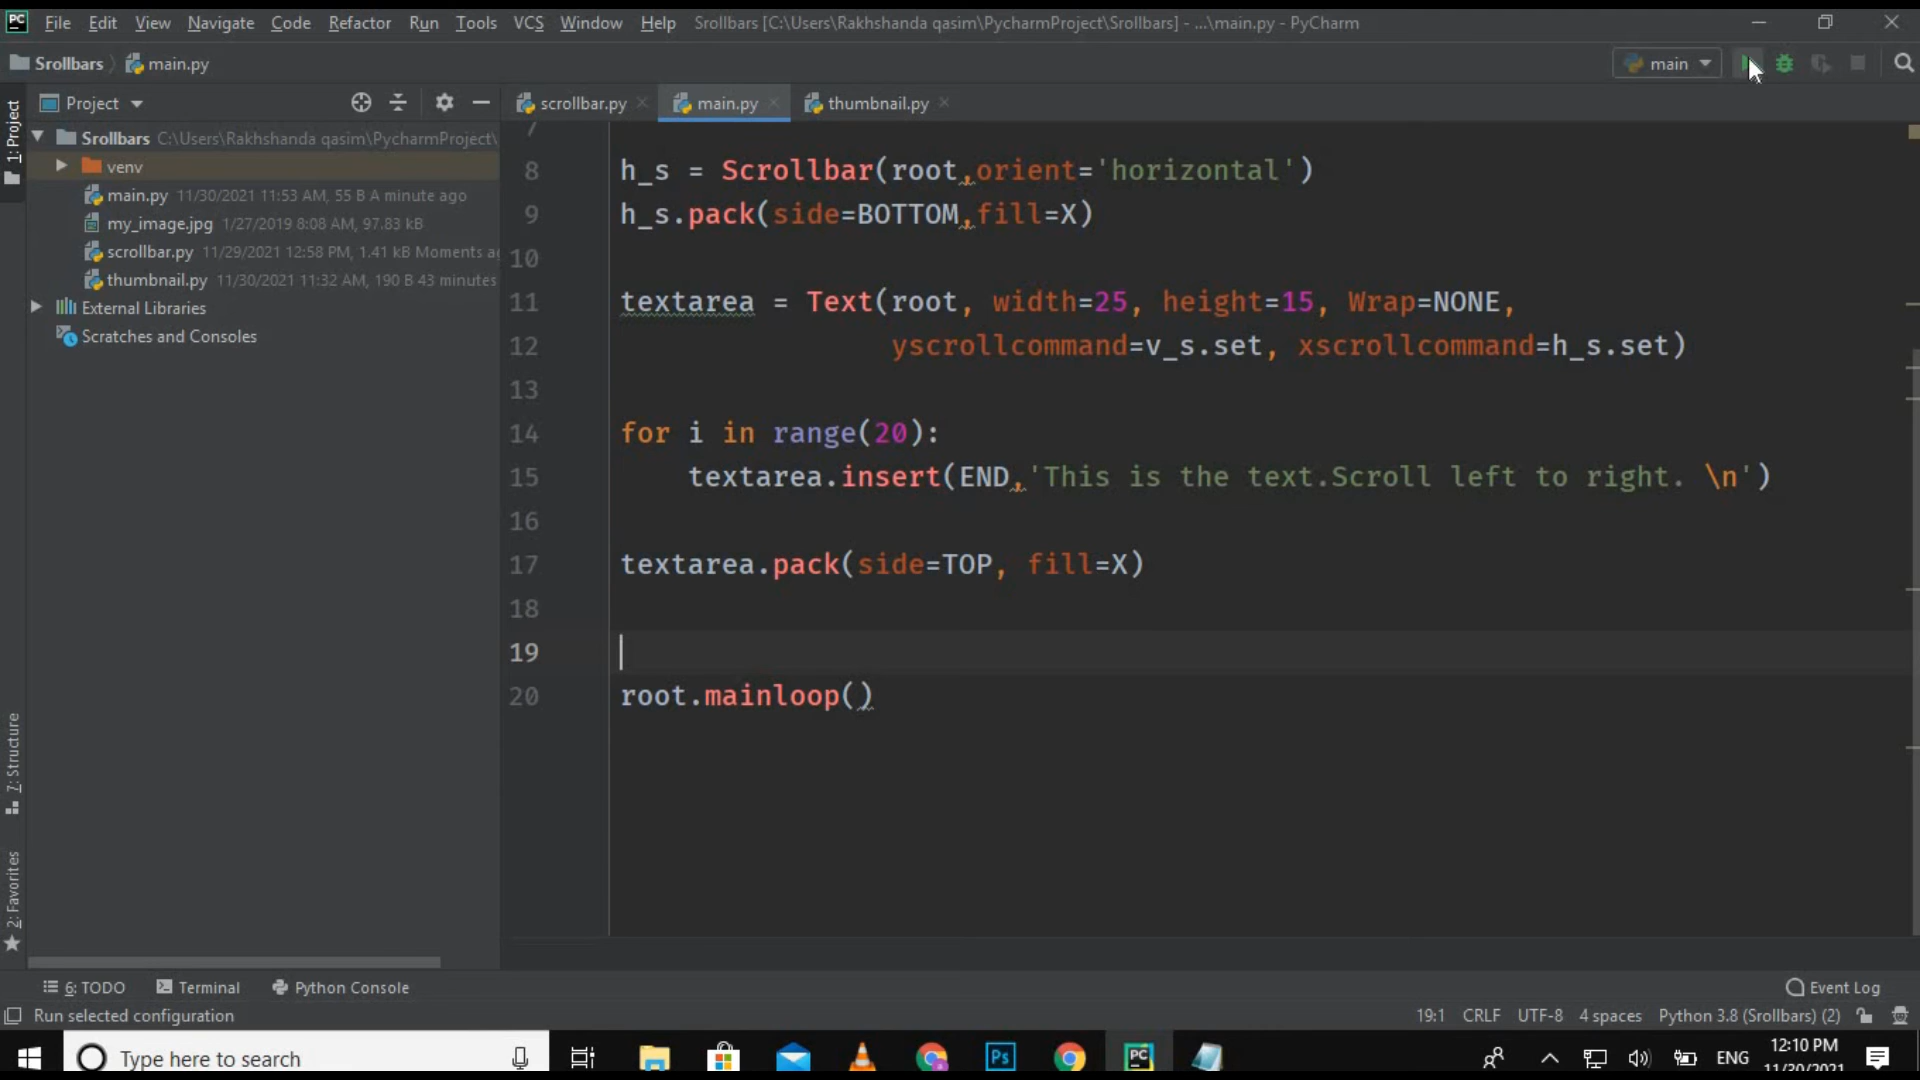 PC File Edit View Navigate Code Refactor Run Tools VCS Window Help Srollbars [C:\Users\Rakhshanda qasim\PycharmProject\Srollbars] - ...\main.py - PyCharm
Srollbars main.py main
Project scrollbar.py main.py thumbnail.py
1: Project
Srollbars C:\Users\Rakhshanda qasim\PycharmProject\
venv
main.py 11/30/2021 11:53 AM, 55 B A minute ago
my_image.jpg 1/27/2019 8:08 AM, 97.83 kB
scrollbar.py 11/29/2021 12:58 PM, 1.41 kB Moments ag
thumbnail.py 11/30/2021 11:32 AM, 190 B 43 minutes
External Libraries
Scratches and Consoles
7: Structure
2: Favorites
7
8 h_s = Scrollbar(root,orient='horizontal')
9 h_s.pack(side=BOTTOM,fill=X)
10
11 textarea = Text(root, width=25, height=15, Wrap=NONE,
12 yscrollcommand=v_s.set, xscrollcommand=h_s.set)
13
14 for i in range(20):
15 textarea.insert(END,'This is the text.Scroll left to right. \n')
16
17 textarea.pack(side=TOP, fill=X)
18
19
20 root.mainloop()
6: TODO Terminal Python Console Event Log
Run selected configuration 19:1 CRLF UTF-8 4 spaces Python 3.8 (Srollbars) (2)
Type here to search Ps PC ENG 12:10 PM
11/30/2021